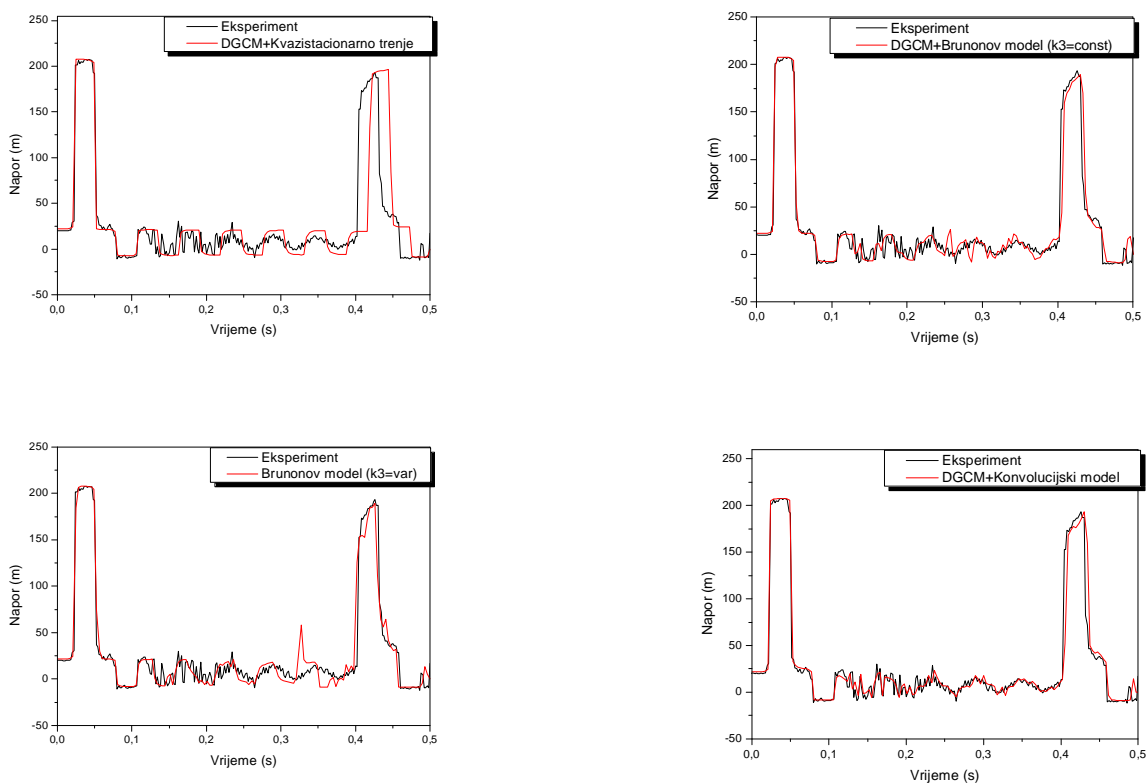 Eksperiment
DGCM+Kvazistacionarno trenje
250
200
150
100
50
0
-50
Napor (m)
0,0 0,1 0,2 0,3 0,4 0,5
Vrijeme (s)
Eksperiment
DGCM+Brunonov model (k3=const)
250
200
150
100
50
0
-50
Napor (m)
0,0 0,1 0,2 0,3 0,4 0,5
Vrijeme (s)
Eksperiment
Brunonov model (k3=var)
250
200
150
100
50
0
-50
Napor (m)
0,0 0,1 0,2 0,3 0,4 0,5
Vrijeme (s)
Eksperiment
DGCM+Konvolucijski model
250
200
150
100
50
0
-50
Napor (m)
0,0 0,1 0,2 0,3 0,4 0,5
Vrijeme (s)